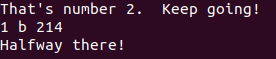 That's number 2.  Keep going!
1 b 214
Halfway there!